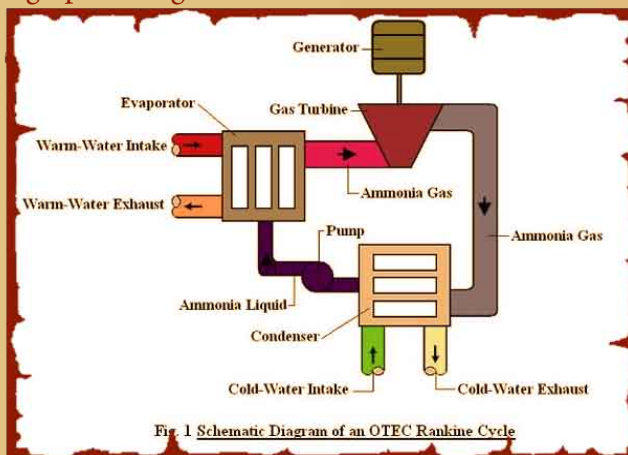 Generator
Gas Turbine
Evaporator
Warm-Water Intake
Ammonia Gas
Warm-Water Exhaust
Pump
Ammonia Gas
Ammonia Liquid
Condenser
Cold-Water Intake
Cold-Water Exhaust
Fig. 1 Schematic Diagram of an OTEC Rankine Cycle